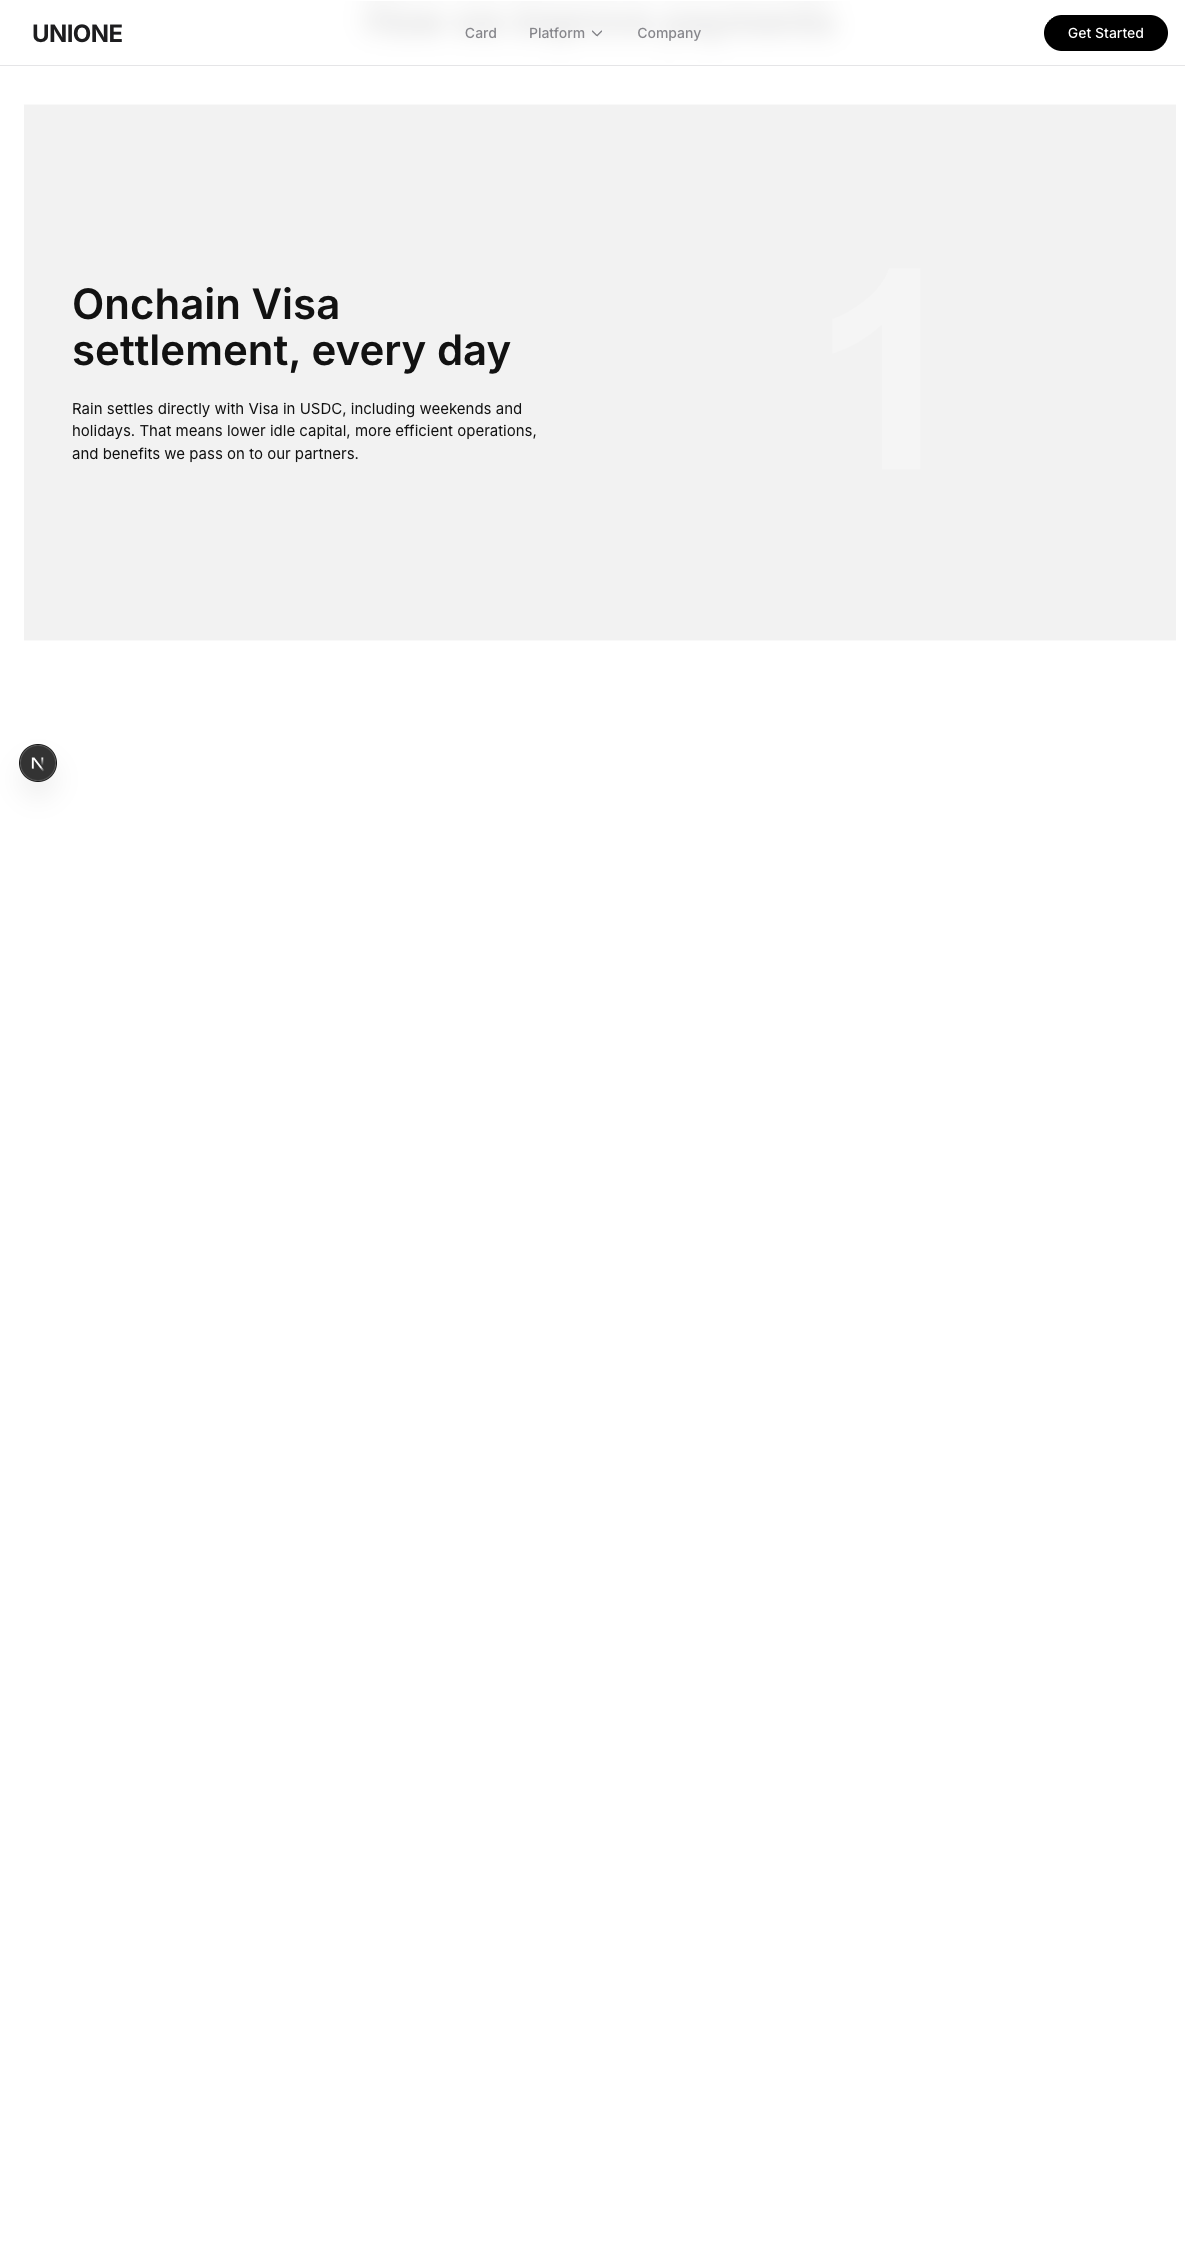 UNIONE
Card
Platform
Company
Get Started
Onchain Visa
settlement, every day
Rain settles directly with Visa in USDC, including weekends and
holidays. That means lower idle capital, more efficient operations,
and benefits we pass on to our partners.
1
N